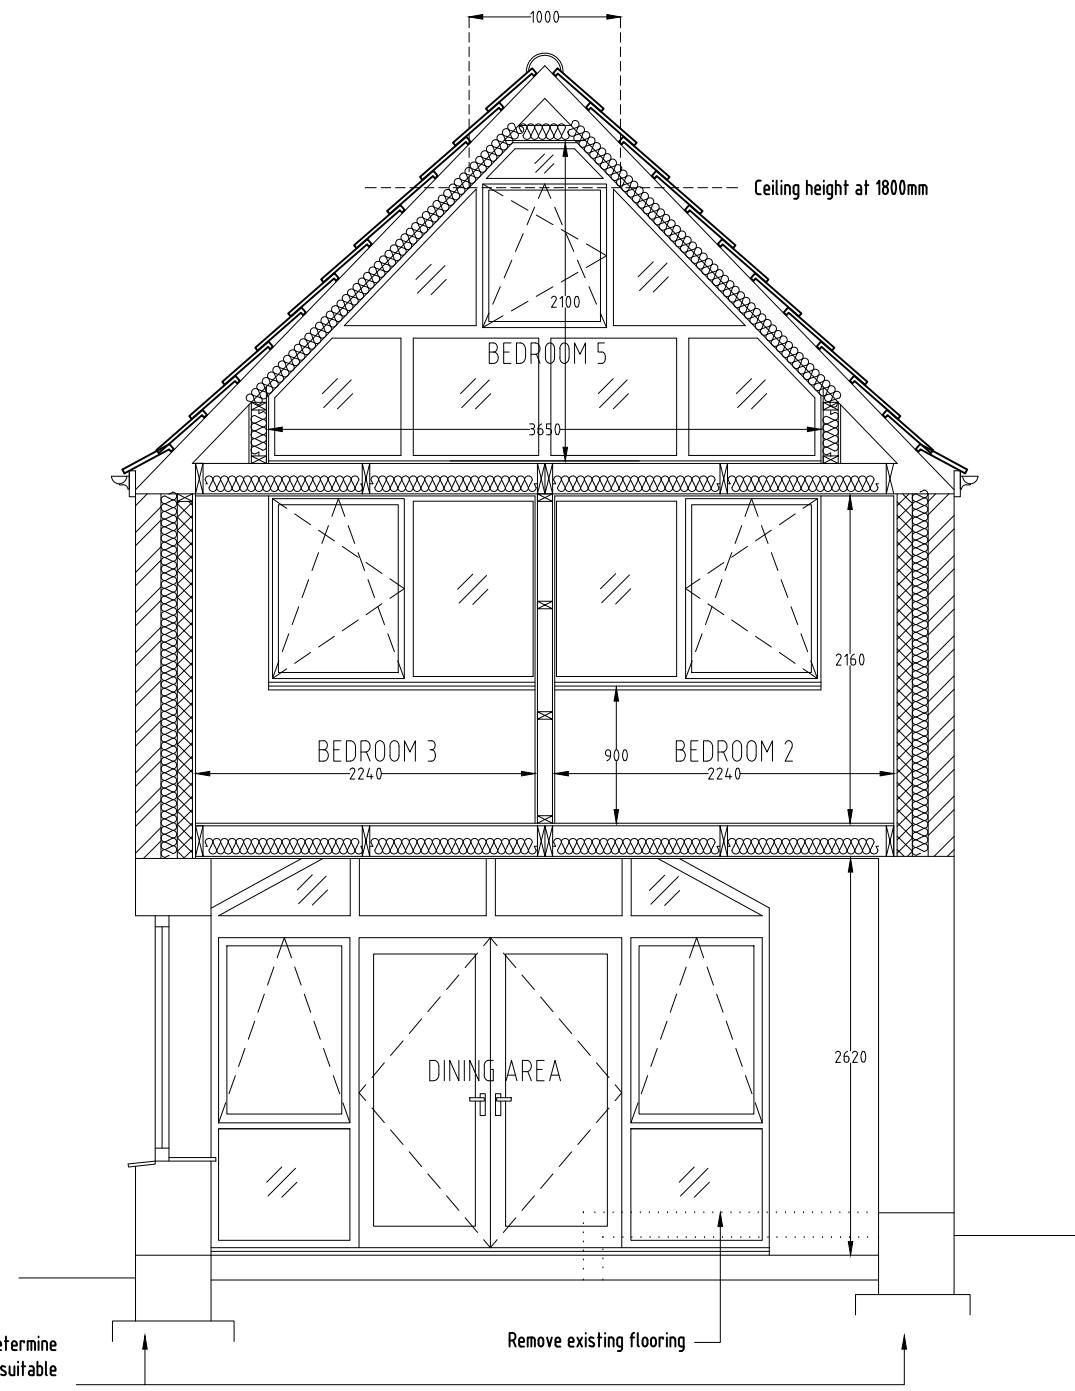 1000
Ceiling height at 1800mm
2100
BEDROOM 5
3650
2160
BEDROOM 3
900
BEDROOM 2
2240
2240
2620
DINING AREA
Remove existing flooring
etermine
suitable